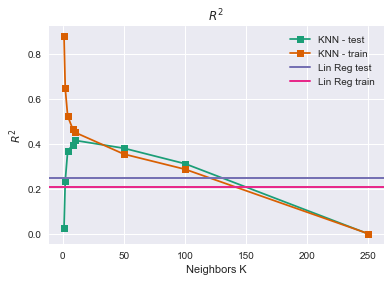 R²
KNN - test
KNN - train
Lin Reg test
Lin Reg train
R²
0.8
0.6
0.4
0.2
0.0
0 50 100 150 200 250
Neighbors K